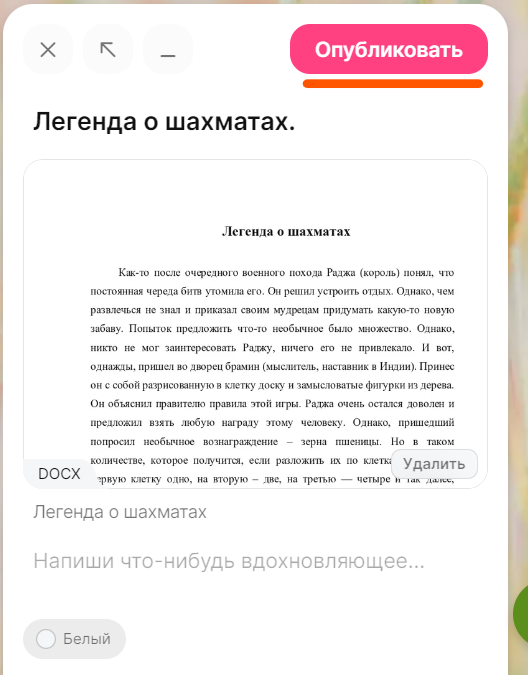 Опубликовать
Легенда о шахматах.
Легенда о шахматах
Как-то после очередного военного похода Раджа (король) понял, что
постоянная череда битв утомила его. Он решил устроить отдых. Однако, чем
развлечься не знал и приказал своим мудрецам придумать какую-то новую
забаву. Попыток предложить что-то необычное было множество. Однако,
никто не мог заинтересовать Раджу, ничего его не привлекало. И вот,
однажды, пришел во дворец брамин (мыслитель, наставник в Индии). Принес
он с собой разрисованную в клетку доску и замысловатые фигурки из дерева.
Он объяснил правителю правила этой игры. Раджа очень остался доволен и
предложил взять любую награду этому человеку. Однако, пришедший
попросил необычное вознаграждение – зерна пшеницы. Но в таком
количестве, которое получится, если разложить их по
Удалить
DOCX
клетку одно, на вторую – две, на третью — четыре и так далее,
Легенда о шахматах
Напиши что-нибудь вдохновляющее...
Белый